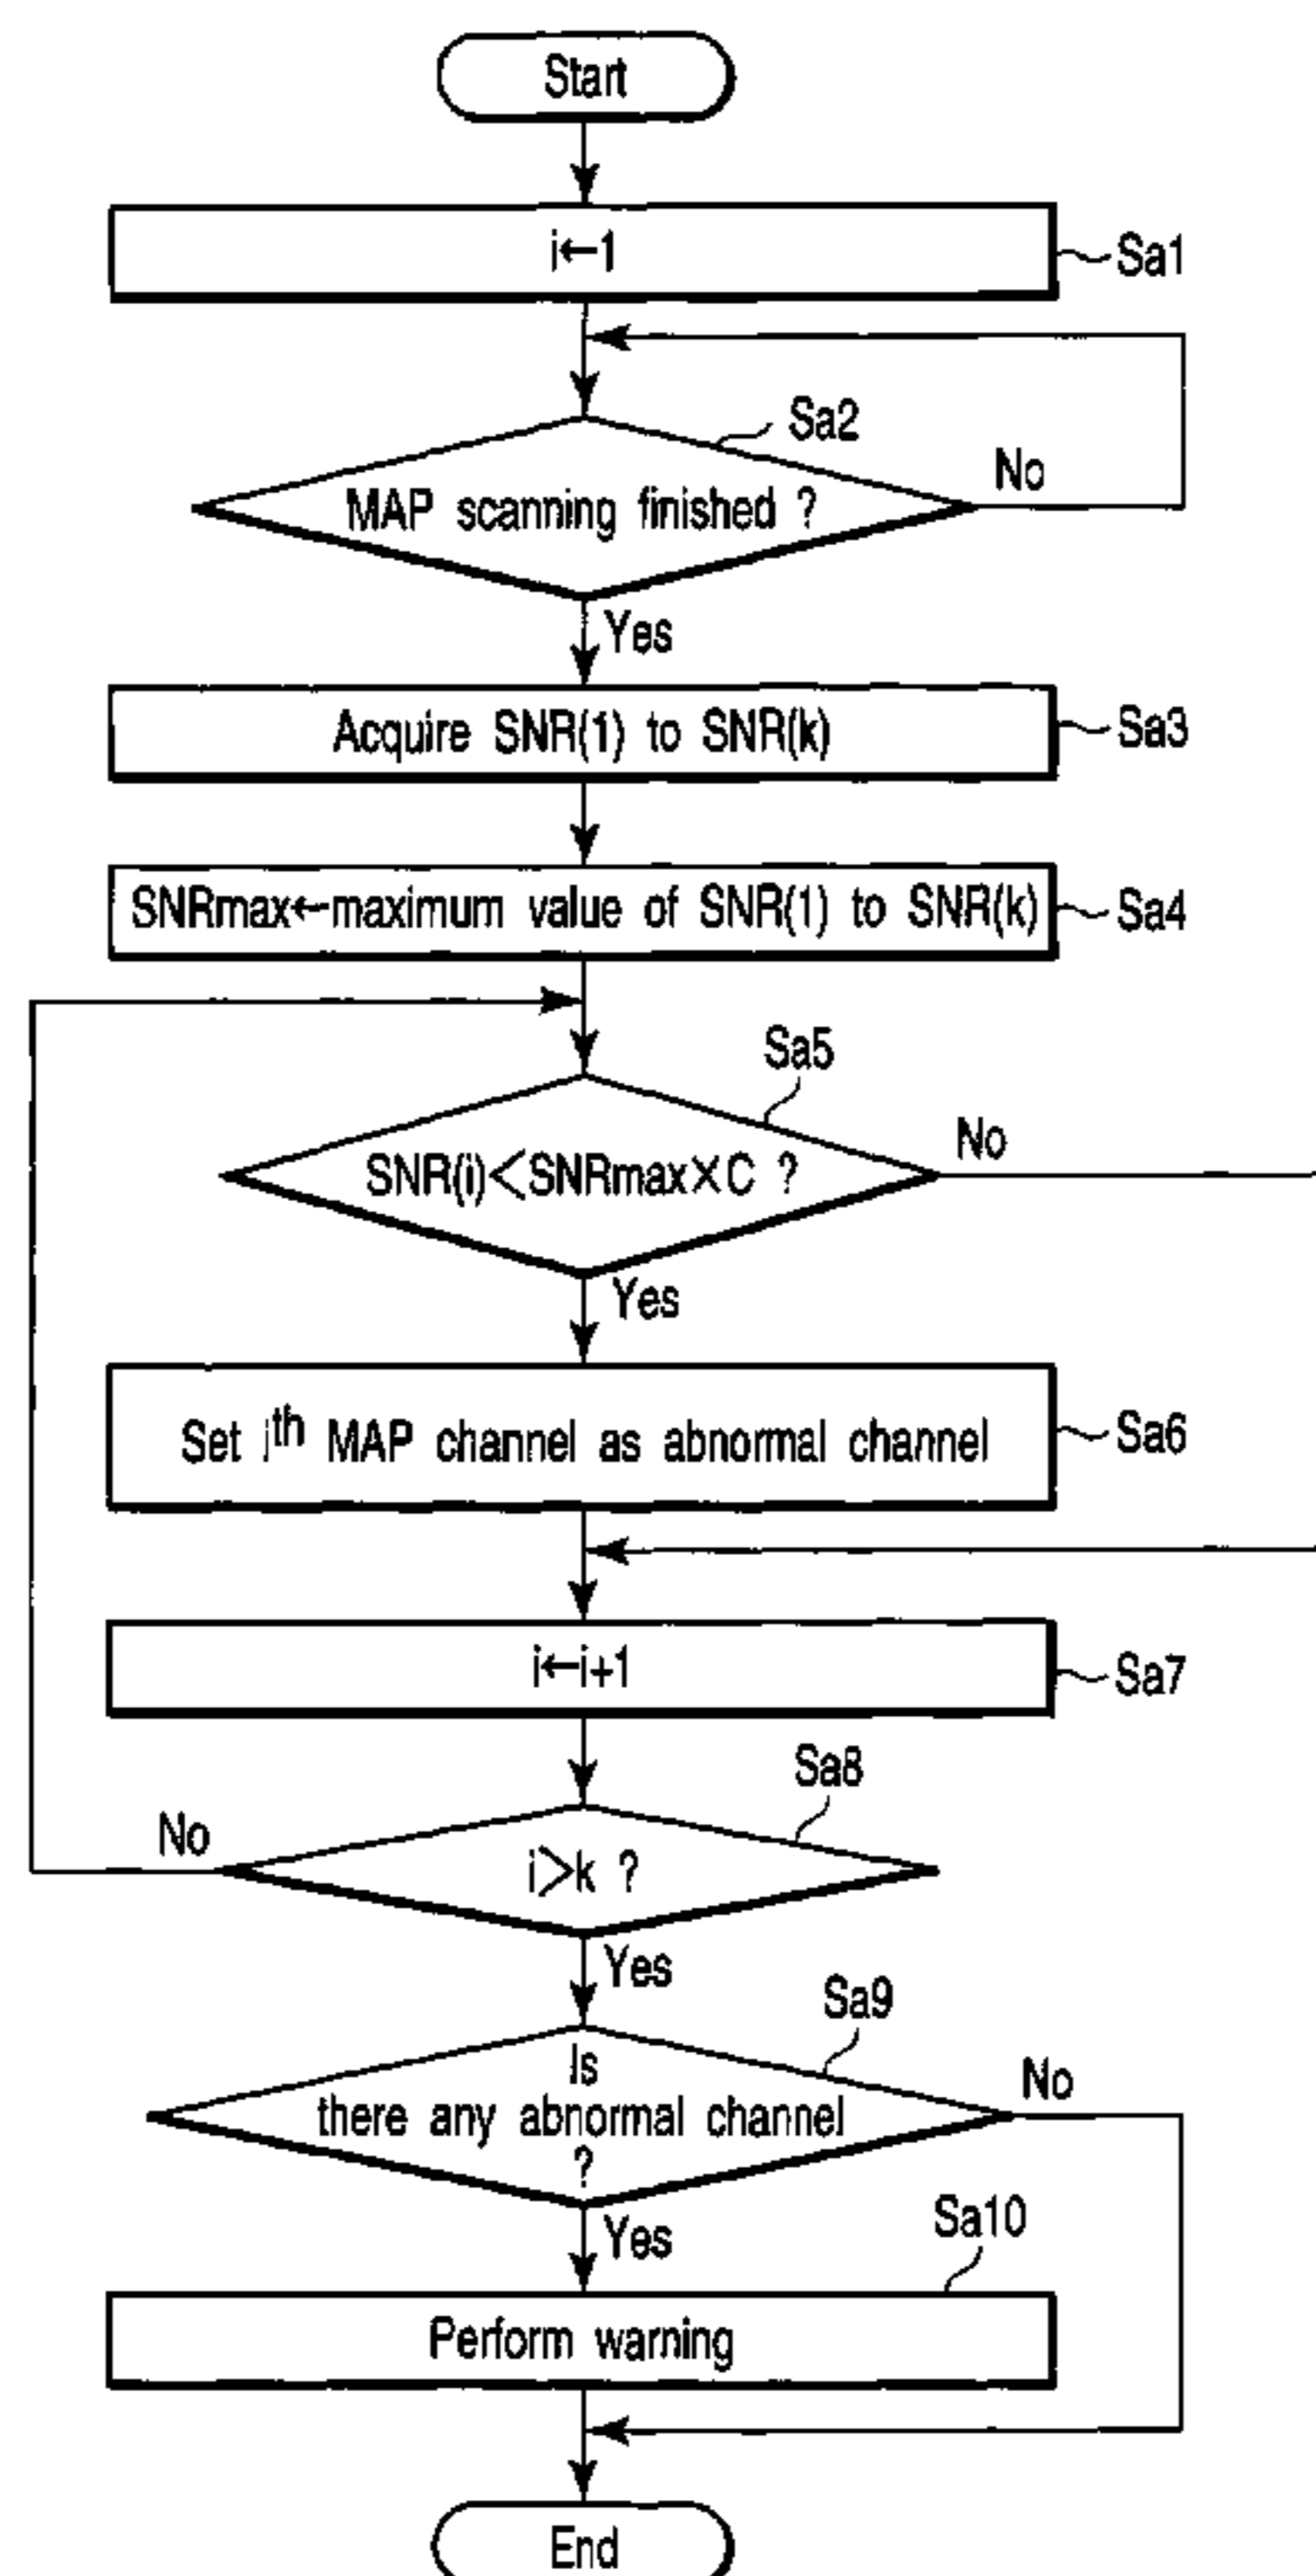 Start
i←1
Sa1
Sa2
MAP scanning finished ?
No
Yes
Acquire SNR(1) to SNR(k)
Sa3
SNRmax←maximum value of SNR(1) to SNR(k)
Sa4
Sa5
SNR(i)<SNRmax×C ?
No
Yes
Set ith MAP channel as abnormal channel
Sa6
i←i+1
Sa7
Sa8
No
i>k ?
Yes
Sa9
Is
there any abnormal channel
?
No
Yes
Sa10
Perform warning
End